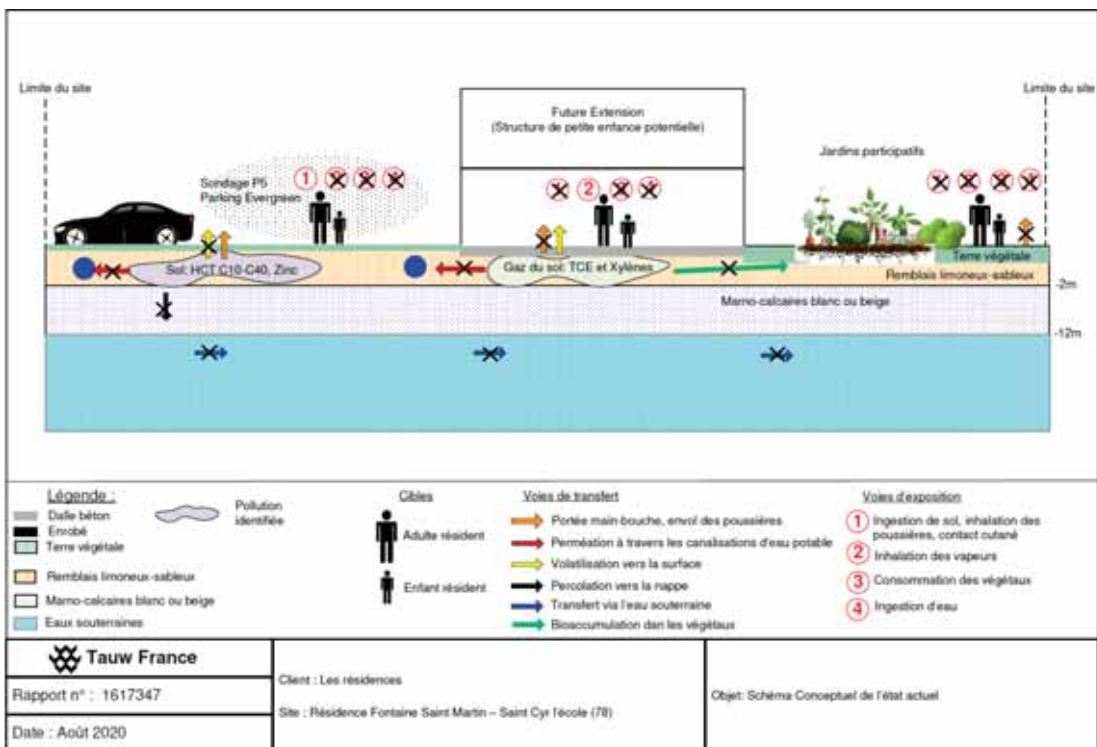 Limite du site
Limite du site
Future Extension
(Structure de petite enfance potentielle)
Jardins participatifs
Sondage P5
Parking Evergreen
1
2
Sol: HCT C10-C40, Zinc
Gaz du sol: TCE et Xylènes
Terre végétale
Remblais limoneux-sableux
-2m
Marno-calcaires blanc ou beige
-12m
Légende :
Dalle béton
Enrobé
Terre végétale
Remblais limoneux-sableux
Marno-calcaires blanc ou beige
Eaux souterraines
Pollution
identifiée
Cibles
Adulte résident
Enfant résident
Voies de transfert
Portée main-bouche, envol des poussières
Perméation à travers les canalisations d'eau potable
Volatilisation vers la surface
Percolation vers la nappe
Transfert via l'eau souterraine
Bioaccumulation dan les végétaux
Voies d'exposition
1 Ingestion de sol, inhalation des
poussières, contact cutané
2 Inhalation des vapeurs
3 Consommation des végétaux
4 Ingestion d'eau
Tauw France
Rapport n° : 1617347
Date : Août 2020
Client : Les résidences
Site : Résidence Fontaine Saint Martin – Saint Cyr l'école (78)
Objet: Schéma Conceptuel de l'état actuel